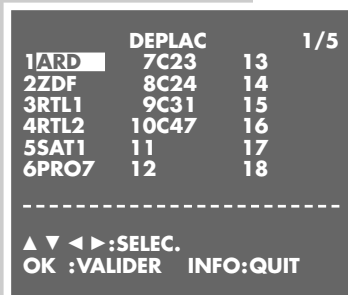 DEPLAC 1/5
1ARD 7C23 13
2ZDF 8C24 14
3RTL1 9C31 15
4RTL2 10C47 16
5SAT1 11 17
6PRO7 12 18
▲ ▼ ◄ ►:SELEC.
OK :VALIDER INFO:QUIT